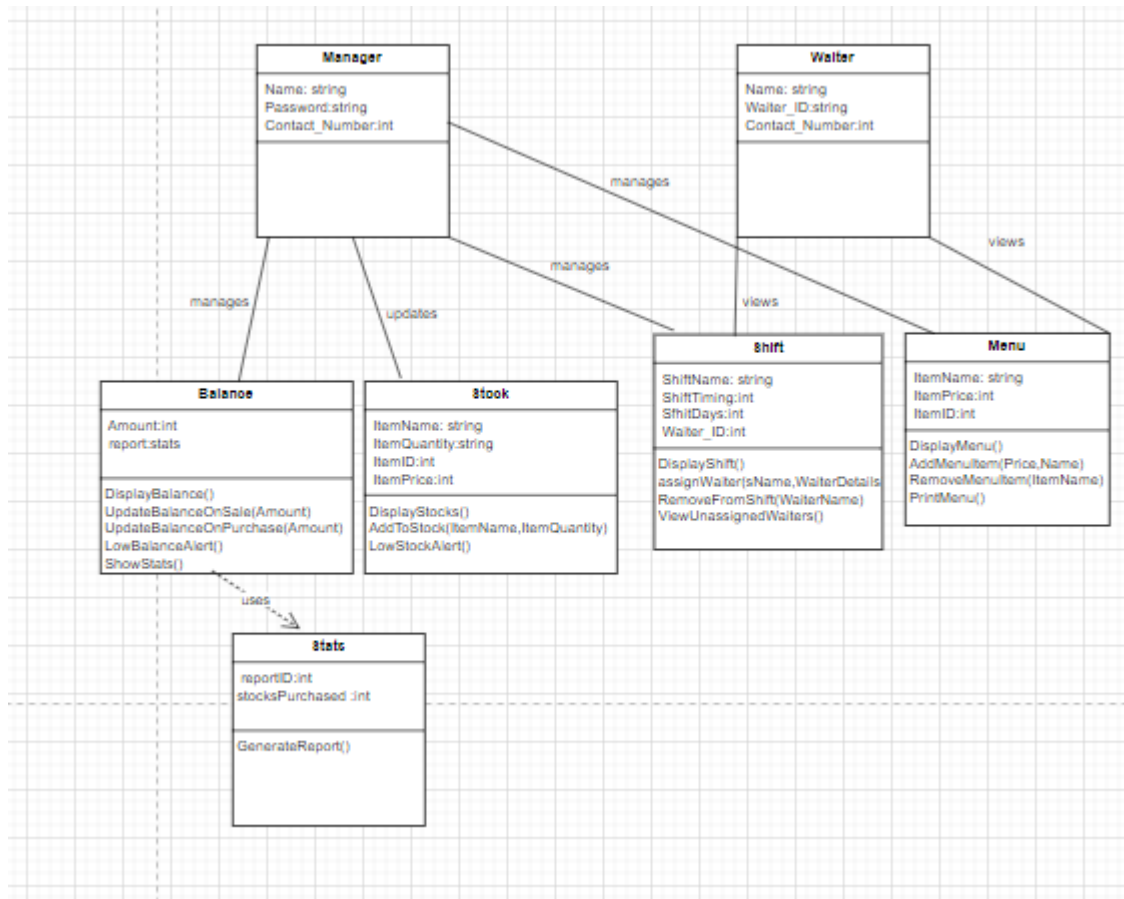 Manager
Name: string
Password:string
Contact_Number:int
Waiter
Name: string
Waiter_ID:string
Contact_Number:int
manages
views
manages
manages
updates
views
Balance
Amount:int
report:stats
DisplayBalance()
UpdateBalanceOnSale(Amount)
UpdateBalanceOnPurchase(Amount)
LowBalanceAlert()
ShowStats()
Stock
ItemName: string
ItemQuantity:string
ItemID:int
ItemPrice:int
DisplayStocks()
AddToStock(ItemName,ItemQuantity)
LowStockAlert()
Shift
ShiftName: string
ShiftTiming:int
SfhitDays:int
Waiter_ID:int
DisplayShift()
assignWaiter(sName,WaiterDetails
RemoveFromShift(WaiterName)
ViewUnassignedWaiters()
Menu
ItemName: string
ItemPrice:int
ItemID:int
DisplayMenu()
AddMenuItem(Price,Name)
RemoveMenuItem(ItemName)
PrintMenu()
uses
Stats
reportID:int
stocksPurchased :int
GenerateReport()